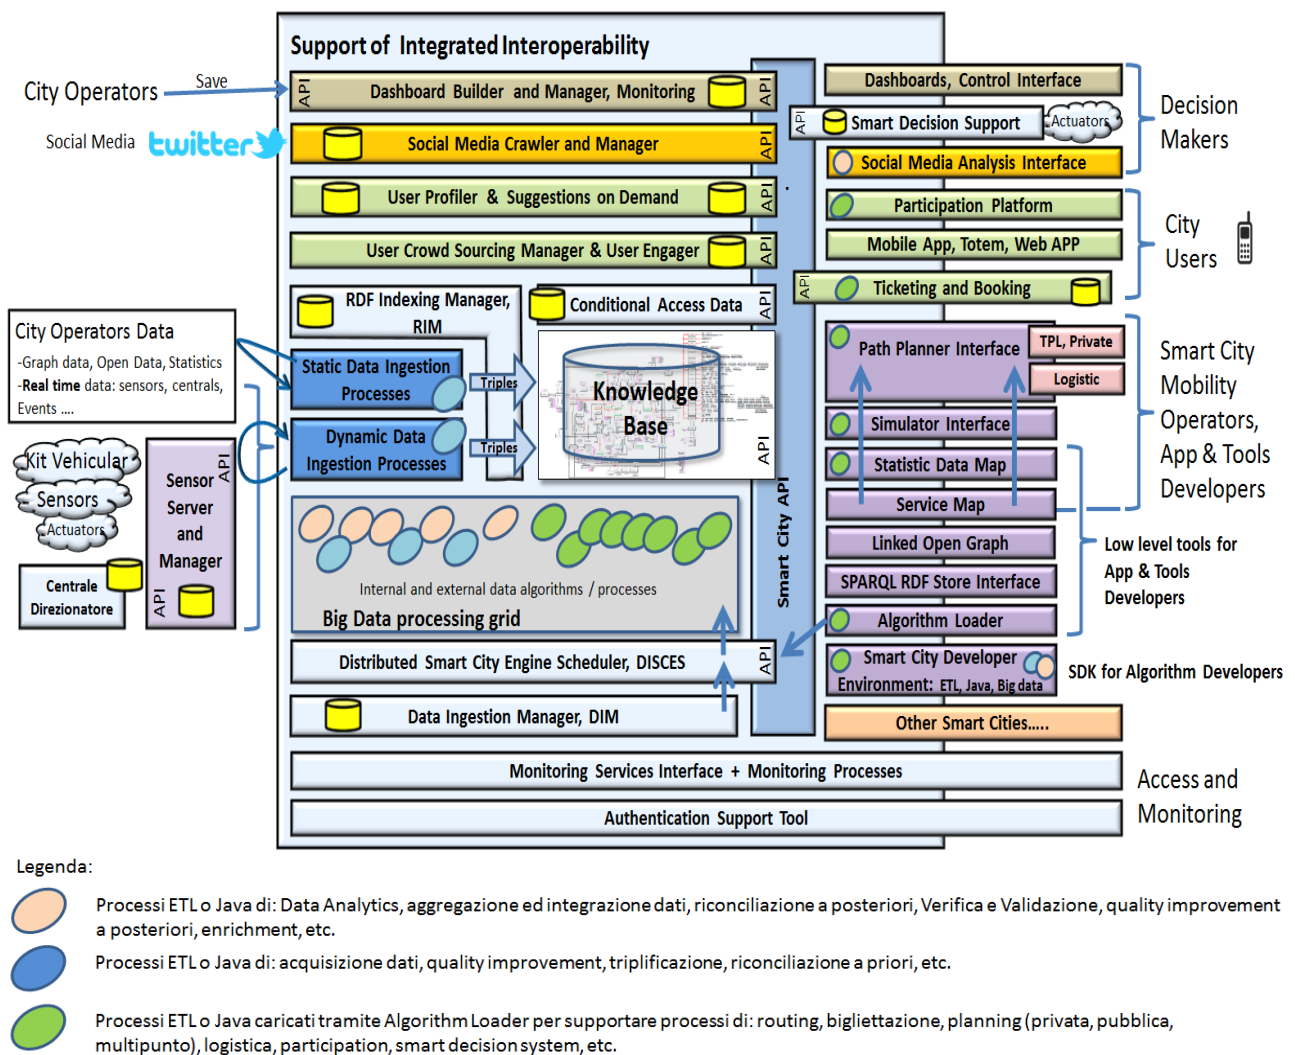 Support of Integrated Interoperability
City Operators
Save
API
Dashboard Builder and Manager, Monitoring
API
Social Media
twitter
Social Media Crawler and Manager
API
User Profiler & Suggestions on Demand
API
User Crowd Sourcing Manager & User Engager
API
RDF Indexing Manager,
RIM
Conditional Access Data
API
City Operators Data
-Graph data, Open Data, Statistics
-Real time data: sensors, centrals,
Events ....
Static Data Ingestion
Processes
Triples
Dynamic Data
Ingestion Processes
Triples
Knowledge
Base
API
Kit Vehicular
Sensors
Actuators
Centrale
Direzionatore
API
Sensor
Server
and
Manager
API
Internal and external data algorithms / processes
Big Data processing grid
Distributed Smart City Engine Scheduler, DISCES
API
Data Ingestion Manager, DIM
Smart City API
Dashboards, Control Interface
API
Smart Decision Support
Actuators
Social Media Analysis Interface
Decision
Makers
Participation Platform
Mobile App, Totem, Web APP
API
Ticketing and Booking
City
Users
Path Planner Interface
TPL, Private
Logistic
Simulator Interface
Statistic Data Map
Service Map
Linked Open Graph
SPARQL RDF Store Interface
Algorithm Loader
Smart City
Mobility
Operators,
App & Tools
Developers
Low level tools for
App & Tools
Developers
Smart City Developer
Environment: ETL, Java, Big data
SDK for Algorithm Developers
Other Smart Cities.....
Monitoring Services Interface + Monitoring Processes
Authentication Support Tool
Access and
Monitoring
Legenda:
Processi ETL o Java di: Data Analytics, aggregazione ed integrazione dati, riconciliazione a posteriori, Verifica e Validazione, quality improvement
a posteriori, enrichment, etc.
Processi ETL o Java di: acquisizione dati, quality improvement, triplificazione, riconciliazione a priori, etc.
Processi ETL o Java caricati tramite Algorithm Loader per supportare processi di: routing, bigliettazione, planning (privata, pubblica,
multipunto), logistica, participation, smart decision system, etc.